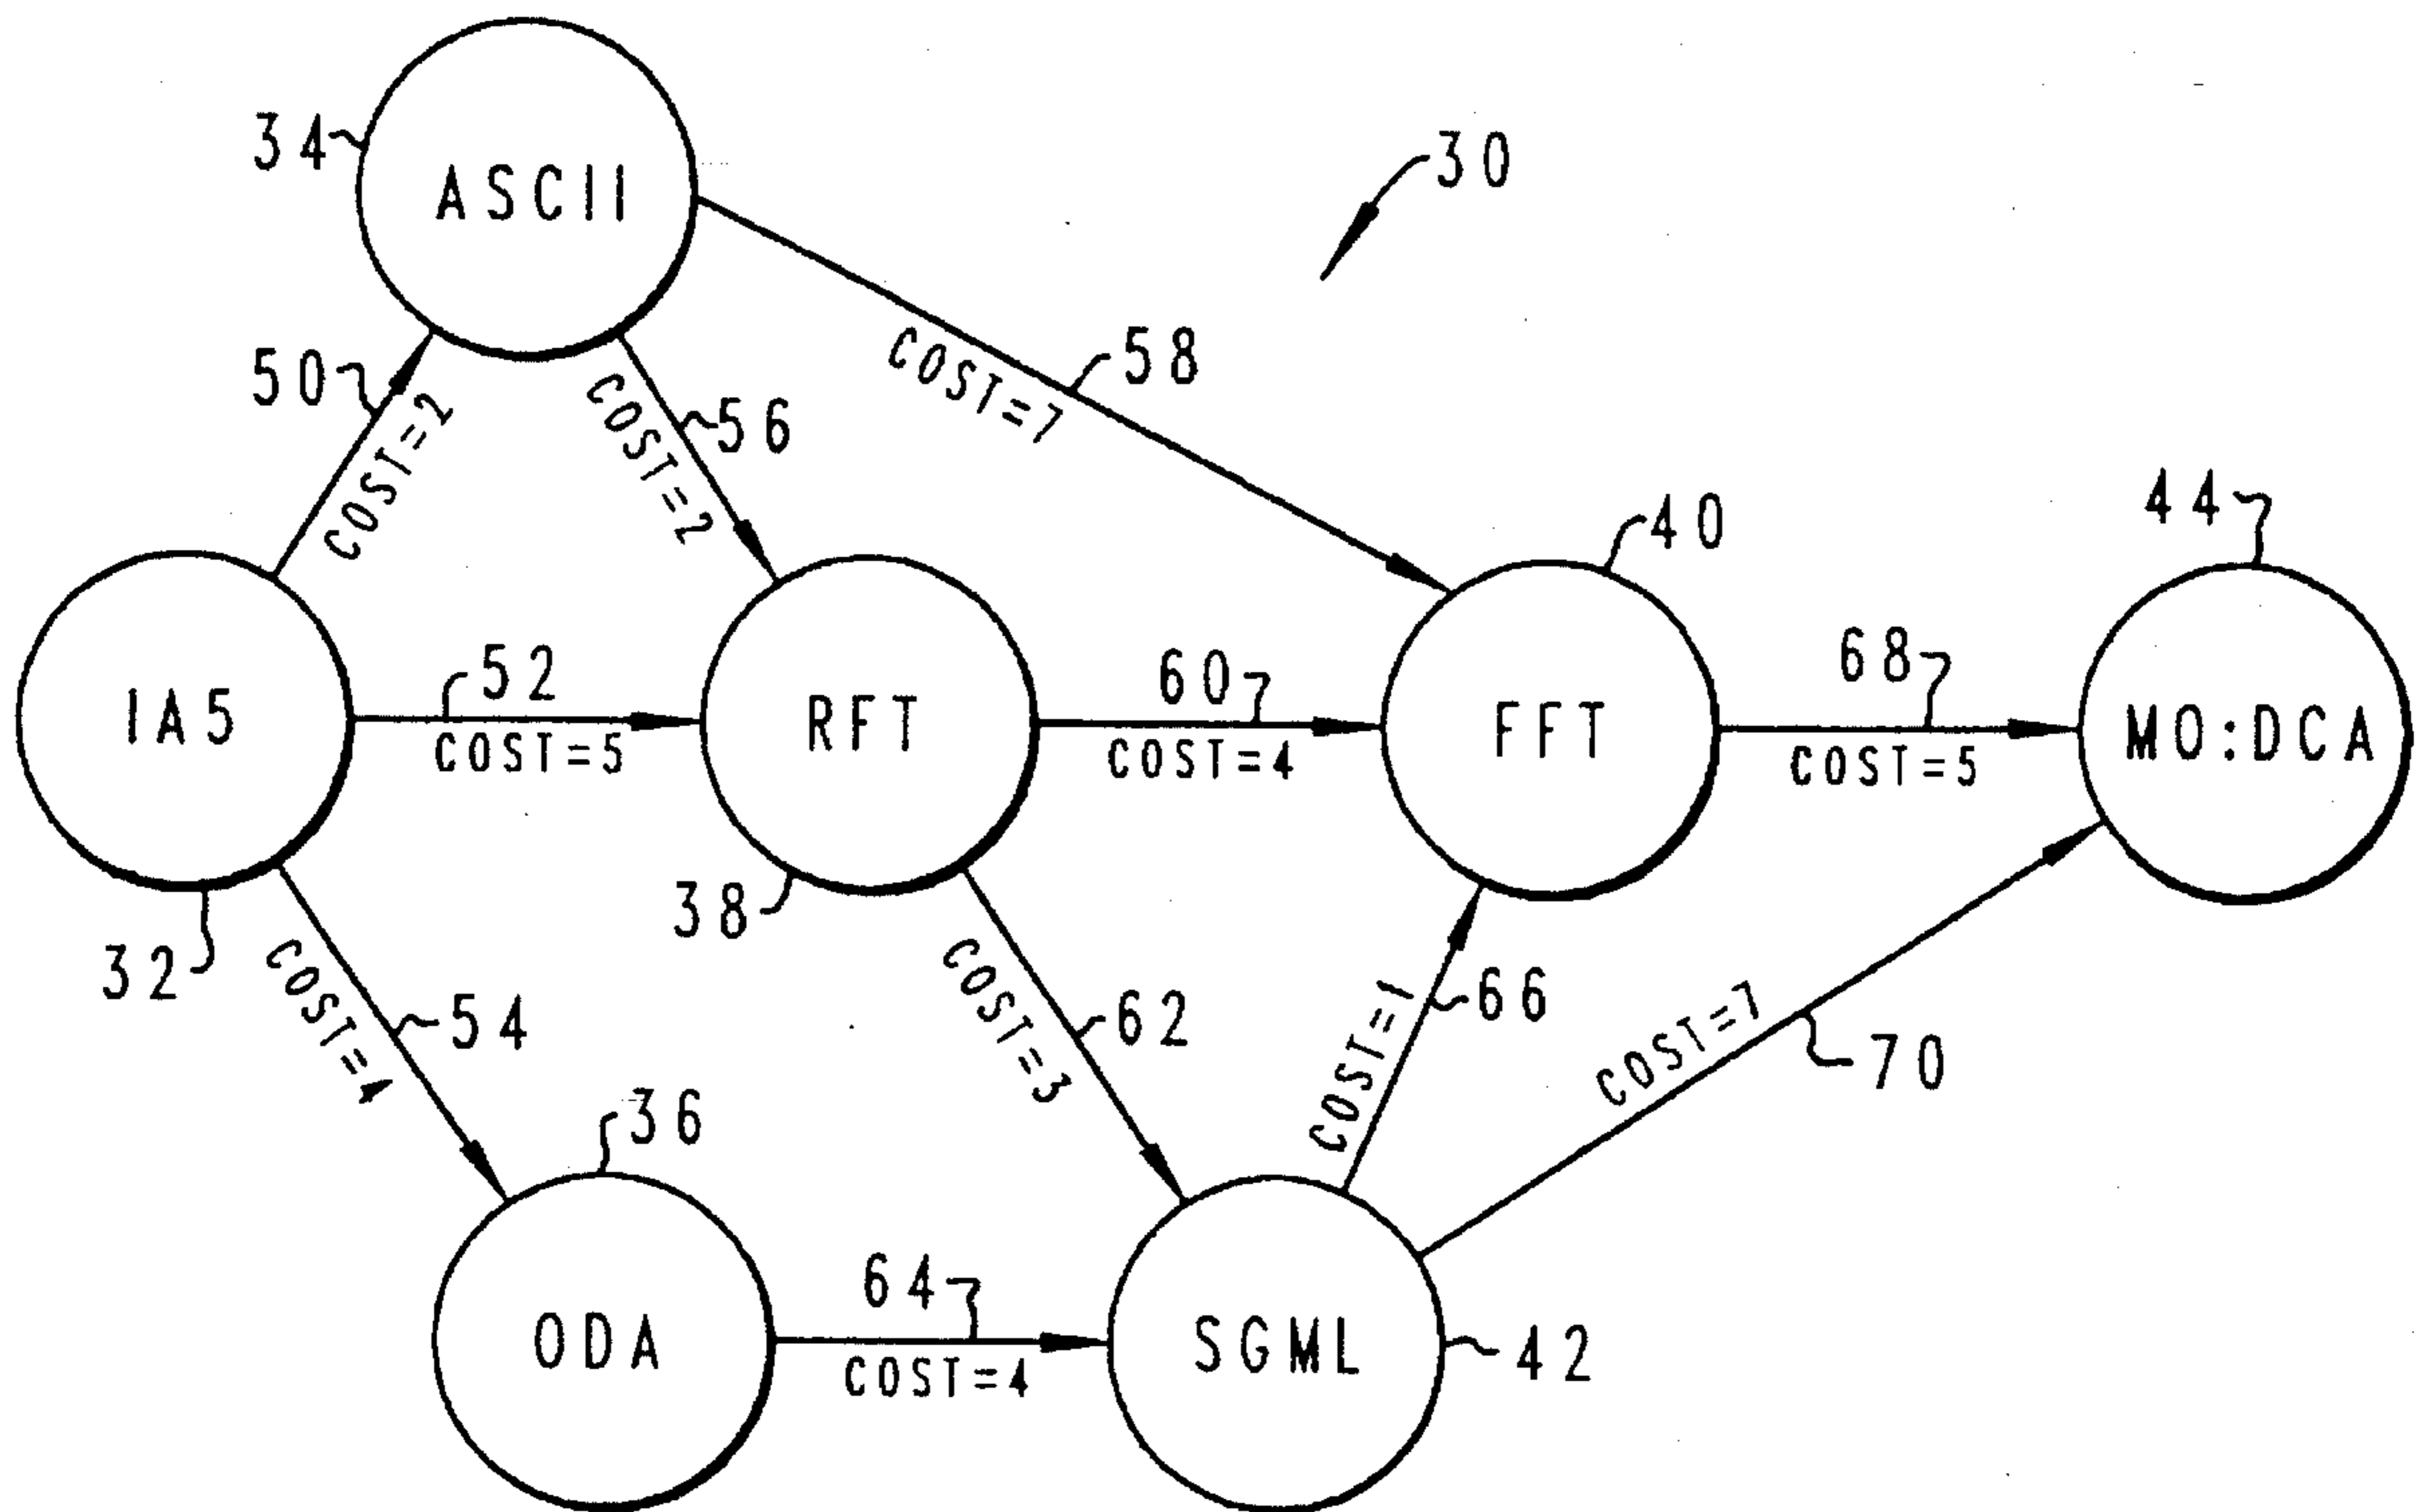 34
ASCII
30
50
COST=2
COST=2
56
COST=7
58
40
44
IA5
52
COST=5
RFT
60
COST=4
FFT
68
COST=5
MO:DCA
32
38
COST=4
54
COST=3
62
COST=1
66
COST=7
70
36
ODA
64
COST=4
SGML
42